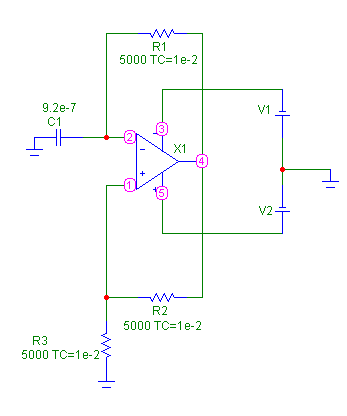 R1
5000 TC=1e-2
9.2e-7
C1
V1
3
2
-
X1
4
+
1
+
5
V2
R2
5000 TC=1e-2
R3
5000 TC=1e-2